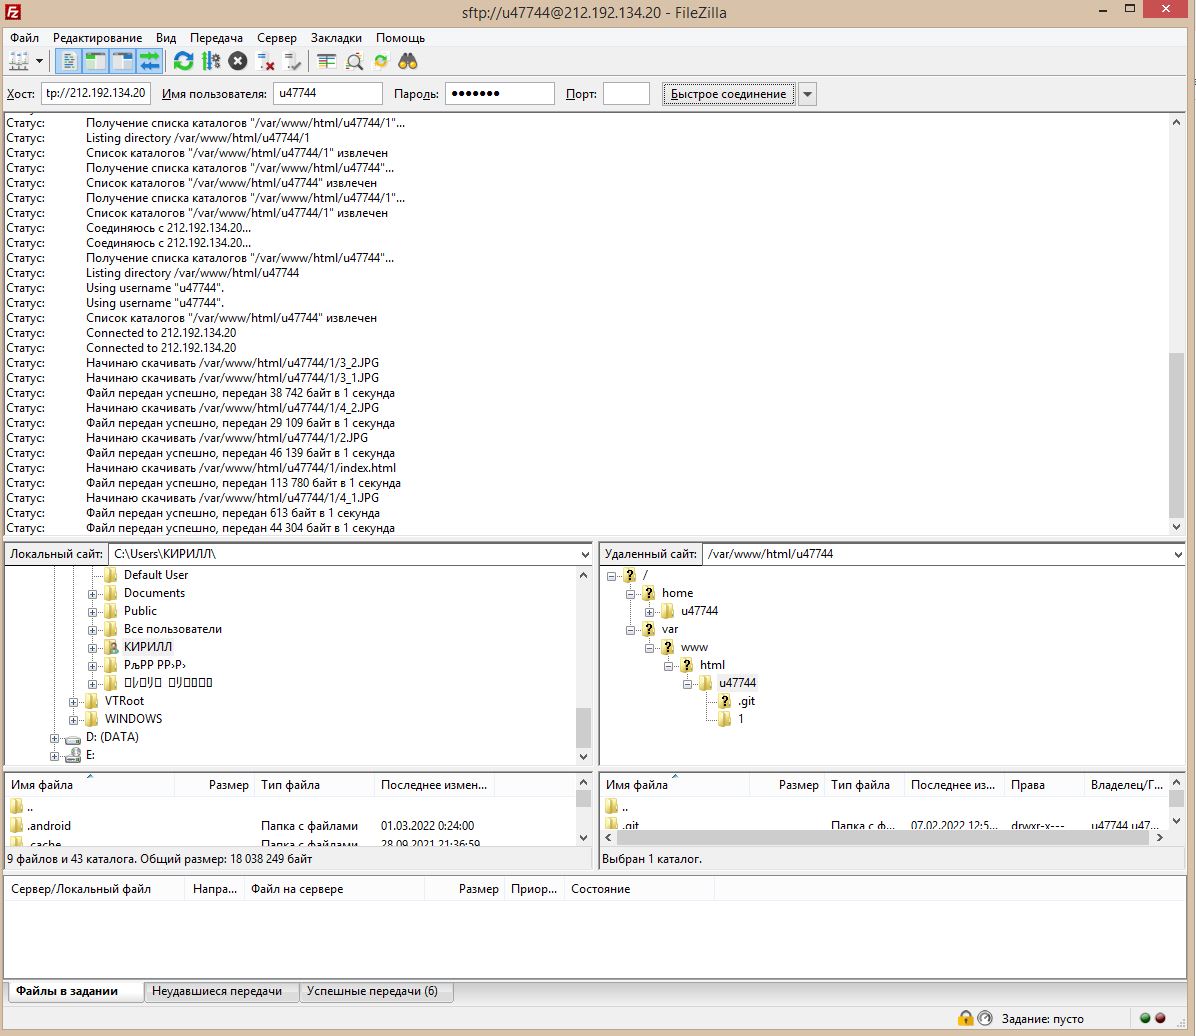 sftp://u47744@212.192.134.20 - FileZilla
Файл Редактирование Вид Передача Сервер Закладки Помощь
Хост: tp://212.192.134.20 Имя пользователя: u47744 Пароль: ●●●●●●● Порт: Быстрое соединение
Статус: Получение списка каталогов "/var/www/html/u47744/1"...
Статус: Listing directory /var/www/html/u47744/1
Статус: Список каталогов "/var/www/html/u47744/1" извлечен
Статус: Получение списка каталогов "/var/www/html/u47744"...
Статус: Список каталогов "/var/www/html/u47744" извлечен
Статус: Получение списка каталогов "/var/www/html/u47744/1"...
Статус: Список каталогов "/var/www/html/u47744/1" извлечен
Статус: Соединяюсь с 212.192.134.20...
Статус: Соединяюсь с 212.192.134.20...
Статус: Получение списка каталогов "/var/www/html/u47744"...
Статус: Listing directory /var/www/html/u47744
Статус: Using username "u47744".
Статус: Using username "u47744".
Статус: Список каталогов "/var/www/html/u47744" извлечен
Статус: Connected to 212.192.134.20
Статус: Connected to 212.192.134.20
Статус: Начинаю скачивать /var/www/html/u47744/1/3_2.JPG
Статус: Начинаю скачивать /var/www/html/u47744/1/3_1.JPG
Статус: Файл передан успешно, передан 38 742 байт в 1 секунда
Статус: Начинаю скачивать /var/www/html/u47744/1/4_2.JPG
Статус: Файл передан успешно, передан 29 109 байт в 1 секунда
Статус: Начинаю скачивать /var/www/html/u47744/1/2.JPG
Статус: Файл передан успешно, передан 46 139 байт в 1 секунда
Статус: Начинаю скачивать /var/www/html/u47744/1/index.html
Статус: Файл передан успешно, передан 113 780 байт в 1 секунда
Статус: Начинаю скачивать /var/www/html/u47744/1/4_1.JPG
Статус: Файл передан успешно, передан 613 байт в 1 секунда
Статус: Файл передан успешно, передан 44 304 байт в 1 секунда
Локальный сайт: C:\Users\КИРИЛЛ\
Default User
Documents
Public
Все пользователи
КИРИЛЛ
РљРР РР›Р›
VTRoot
WINDOWS
D: (DATA)
E:
Удаленный сайт: /var/www/html/u47744
/
home
u47744
var
www
html
u47744
.git
1
Имя файла Размер Тип файла Последнее измен...
..
.android Папка с файлами 01.03.2022 0:24:00
.cache Папка с файлами 28.09.2021 21:36:59
9 файлов и 43 каталога. Общий размер: 18 038 249 байт
Имя файла Размер Тип файла Последнее из... Права Владелец/Г...
..
.git Папка с ф... 07.02.2022 12:5... drwxr-x--- u47744 u47...
Выбран 1 каталог.
Сервер/Локальный файл Напра... Файл на сервере Размер Приор... Состояние
Файлы в задании Неудавшиеся передачи Успешные передачи (6)
Задание: пусто